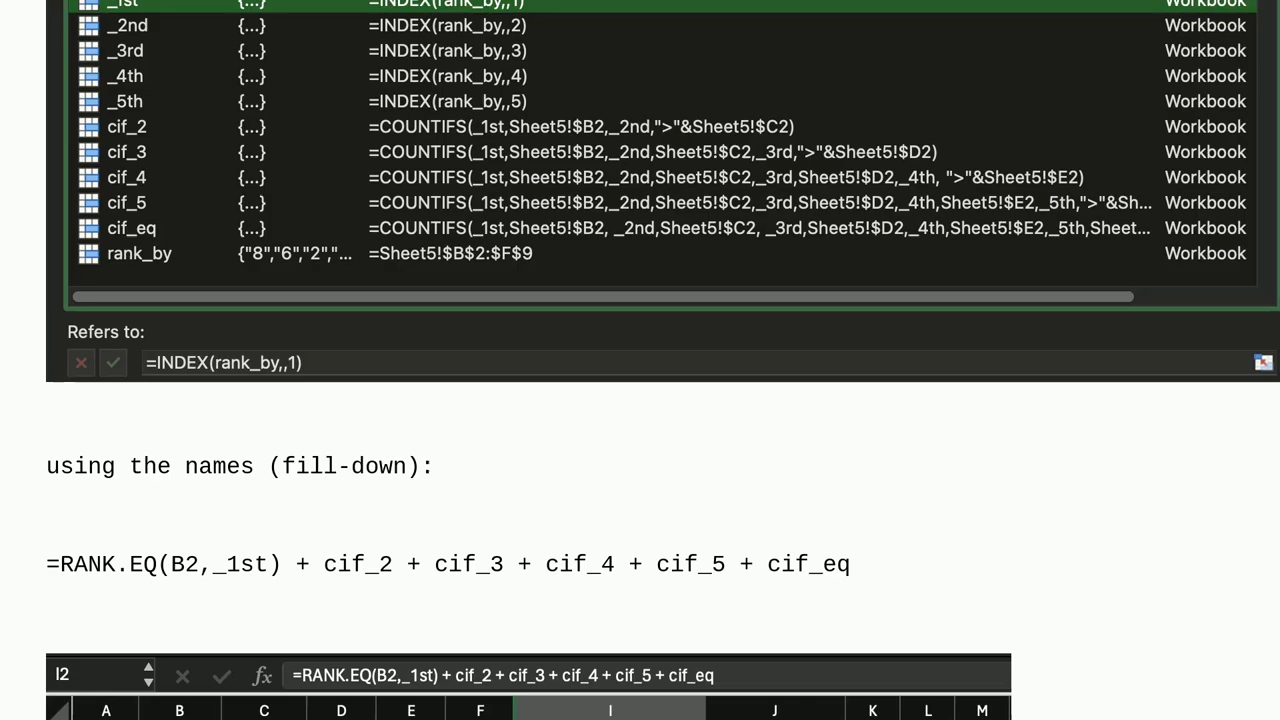 _1st {...} =INDEX(rank_by,,1) Workbook
_2nd {...} =INDEX(rank_by,,2) Workbook
_3rd {...} =INDEX(rank_by,,3) Workbook
_4th {...} =INDEX(rank_by,,4) Workbook
_5th {...} =INDEX(rank_by,,5) Workbook
cif_2 {...} =COUNTIFS(_1st,Sheet5!$B2,_2nd,">"&Sheet5!$C2) Workbook
cif_3 {...} =COUNTIFS(_1st,Sheet5!$B2,_2nd,Sheet5!$C2,_3rd,">"&Sheet5!$D2) Workbook
cif_4 {...} =COUNTIFS(_1st,Sheet5!$B2,_2nd,Sheet5!$C2,_3rd,Sheet5!$D2,_4th, ">"&Sheet5!$E2) Workbook
cif_5 {...} =COUNTIFS(_1st,Sheet5!$B2,_2nd,Sheet5!$C2,_3rd,Sheet5!$D2,_4th,Sheet5!$E2,_5th,">"&Sh... Workbook
cif_eq {...} =COUNTIFS(_1st,Sheet5!$B2, _2nd,Sheet5!$C2, _3rd,Sheet5!$D2,_4th,Sheet5!$E2,_5th,Sheet... Workbook
rank_by {"8","6","2","... =Sheet5!$B$2:$F$9 Workbook
Refers to:
=INDEX(rank_by,,1)
using the names (fill-down):
=RANK.EQ(B2,_1st) + cif_2 + cif_3 + cif_4 + cif_5 + cif_eq
I2 fx =RANK.EQ(B2,_1st) + cif_2 + cif_3 + cif_4 + cif_5 + cif_eq
A B C D E F I J K L M